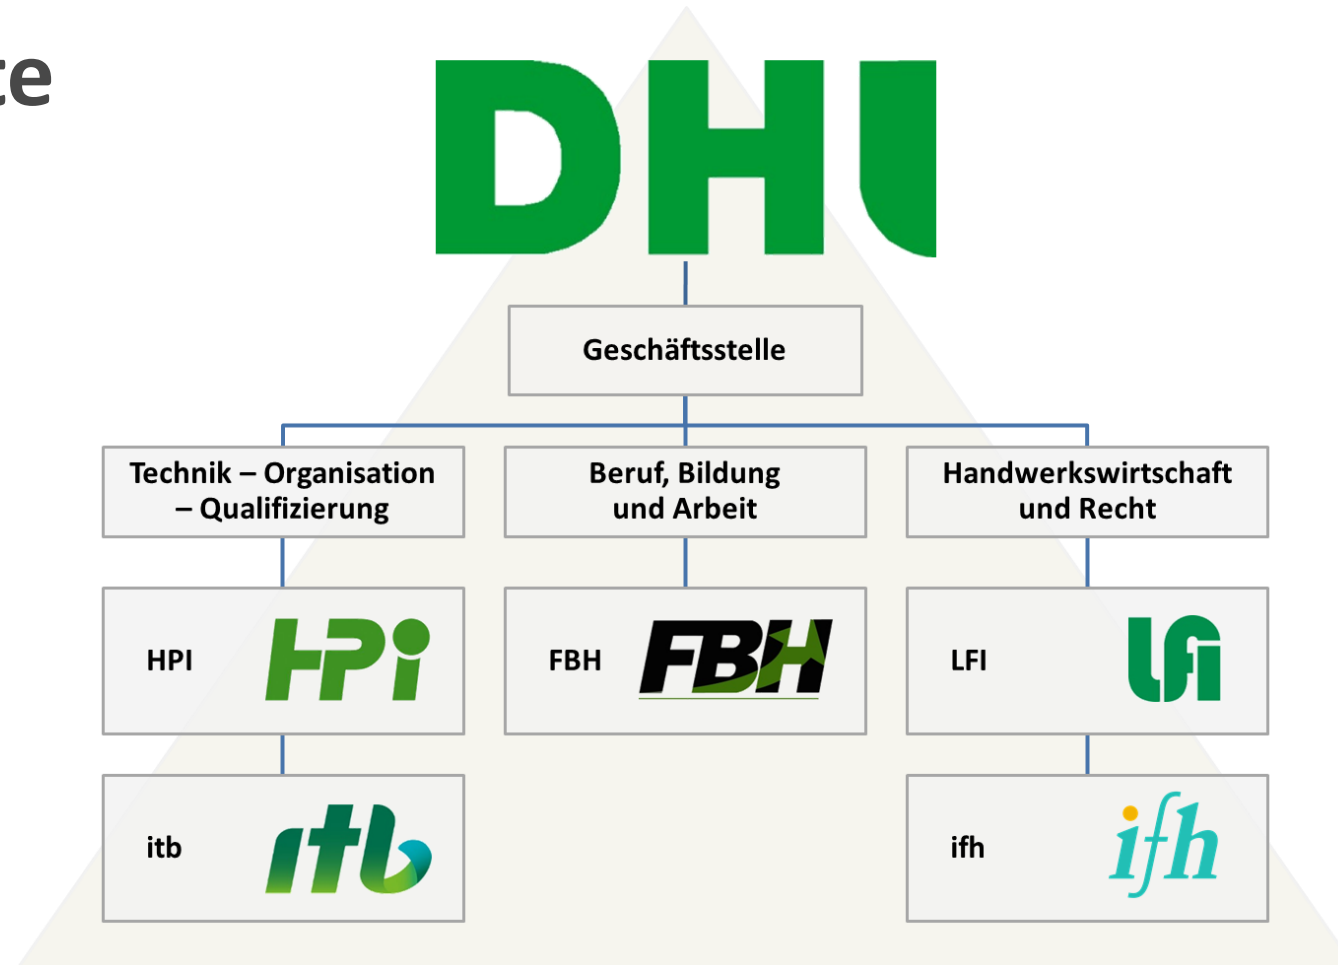 te
DHI
Geschäftsstelle
Technik – Organisation
– Qualifizierung
Beruf, Bildung
und Arbeit
Handwerkswirtschaft
und Recht
HPI HPi
FBH FBH
LFI LFi
itb itb
ifh ifh